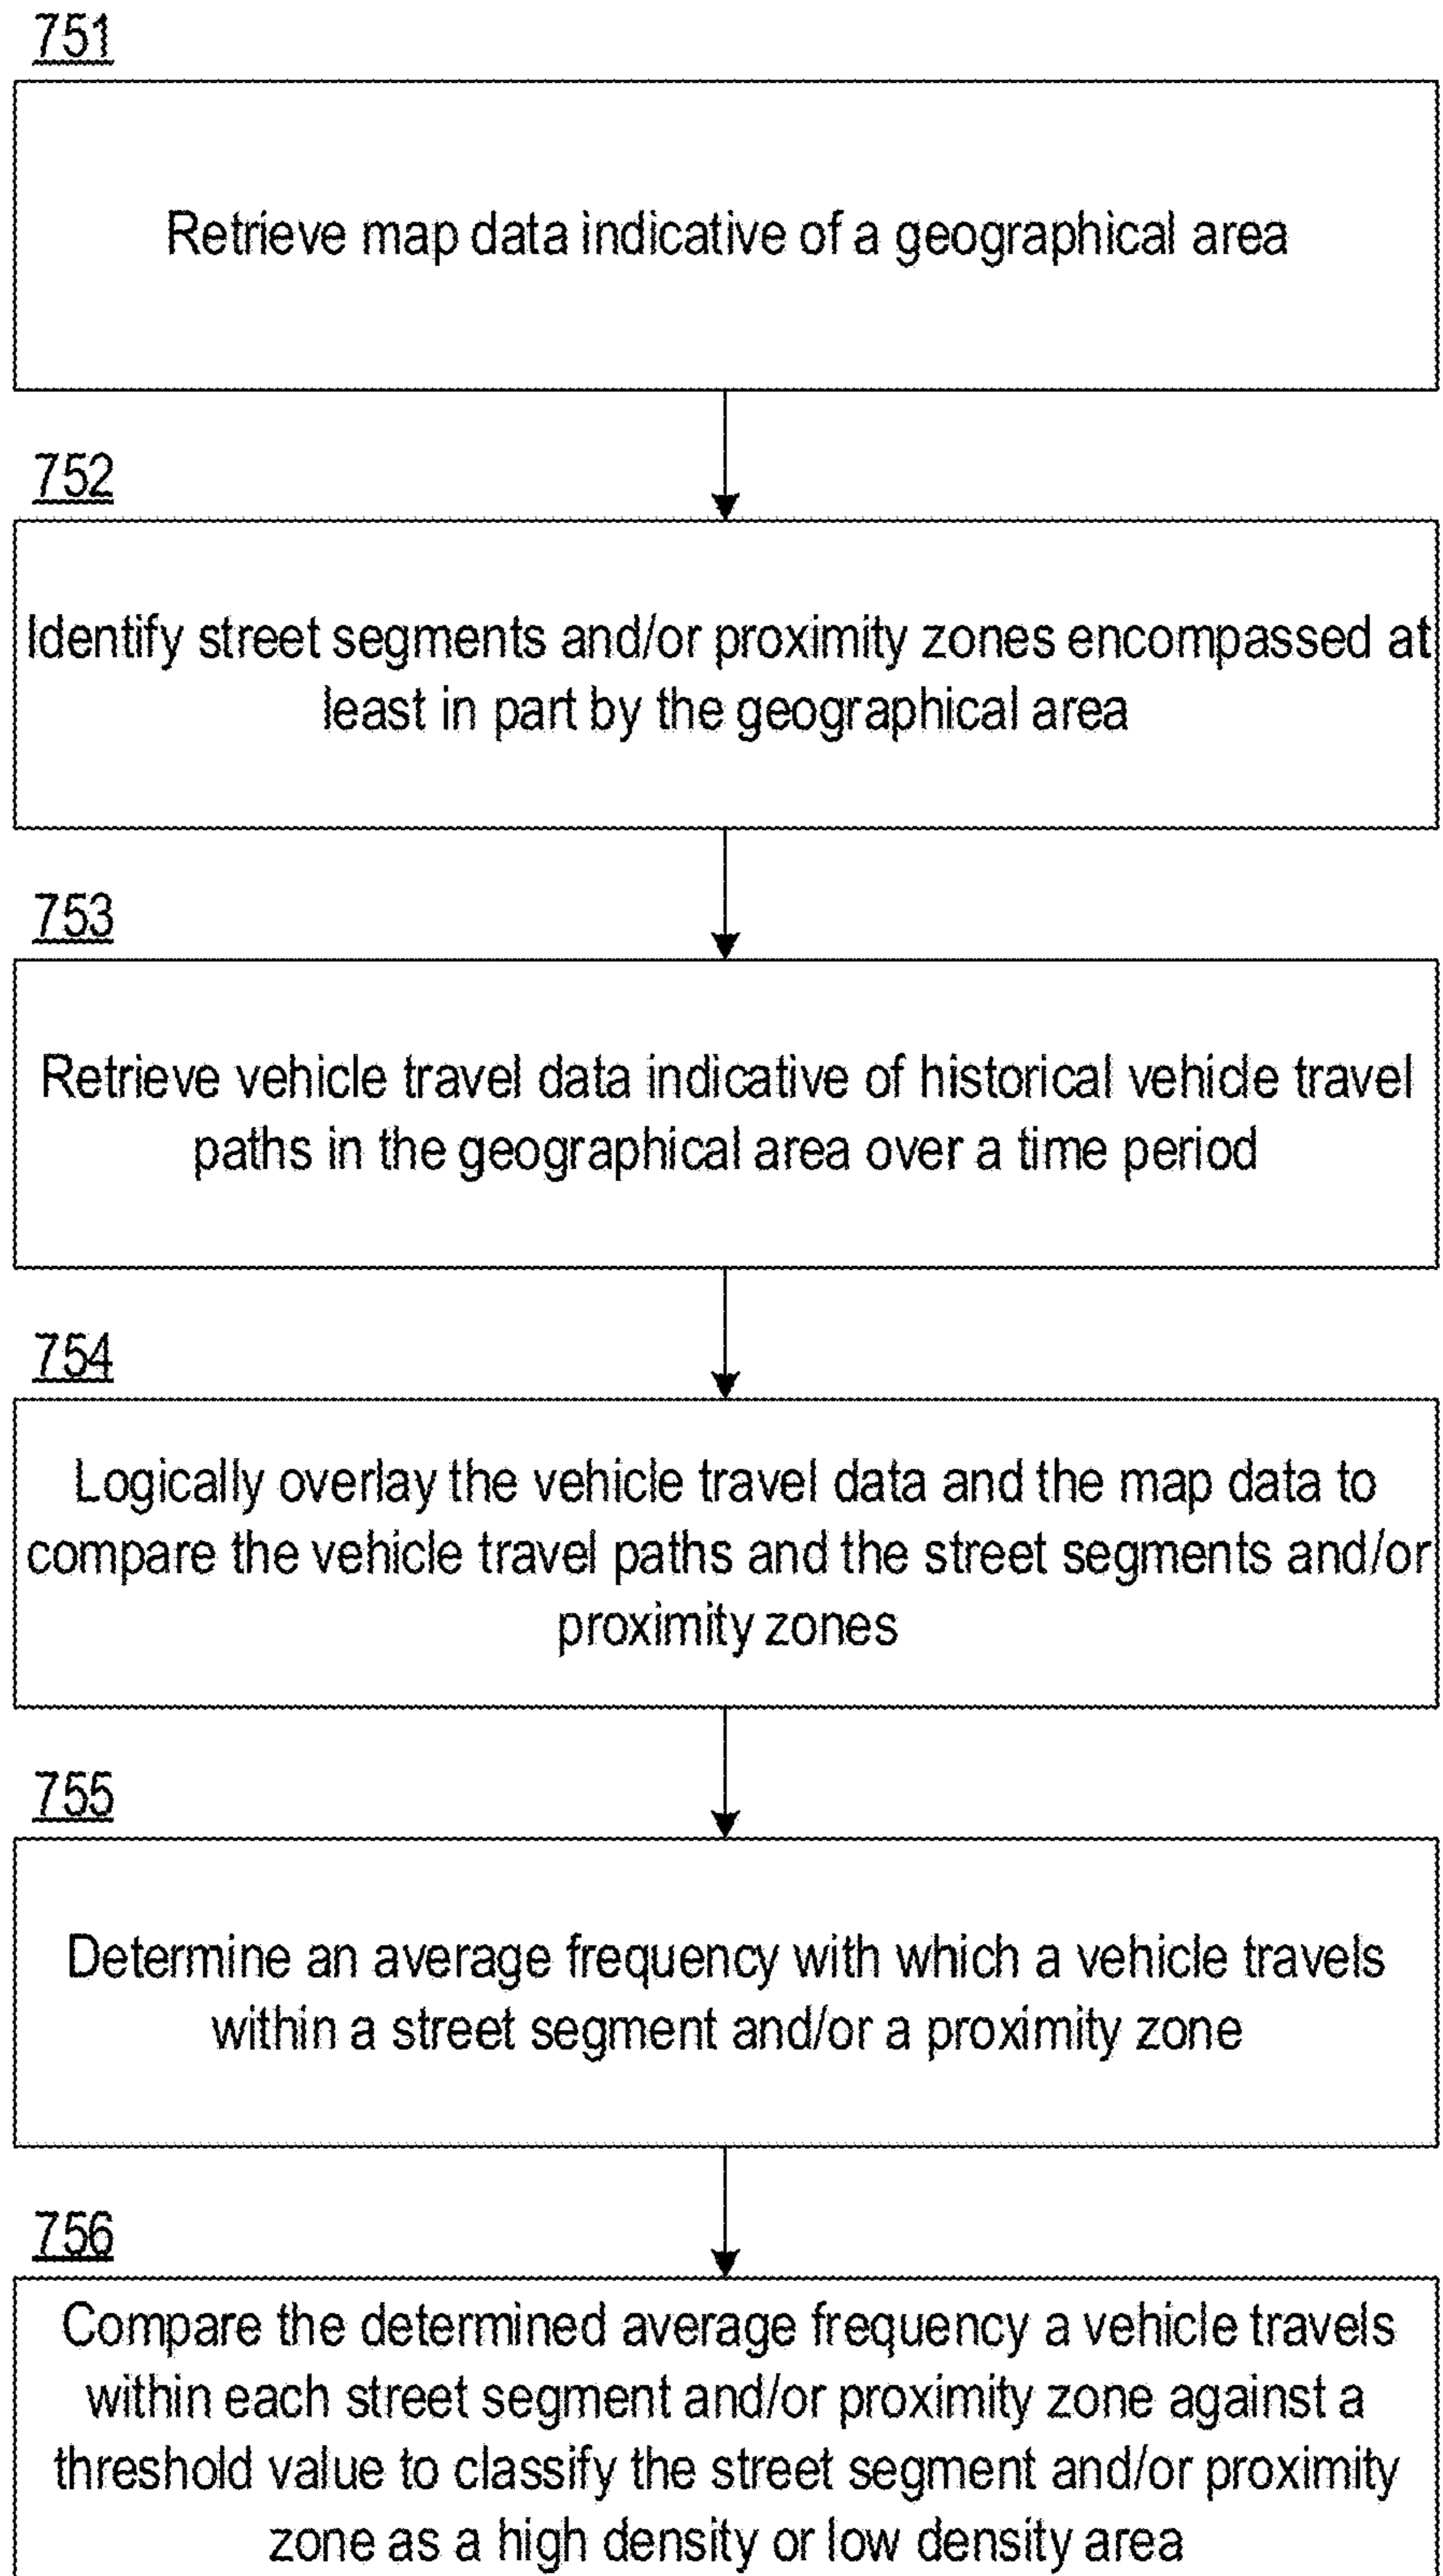 751
Retrieve map data indicative of a geographical area
752
Identify street segments and/or proximity zones encompassed at
least in part by the geographical area
753
Retrieve vehicle travel data indicative of historical vehicle travel
paths in the geographical area over a time period
754
Logically overlay the vehicle travel data and the map data to
compare the vehicle travel paths and the street segments and/or
proximity zones
755
Determine an average frequency with which a vehicle travels
within a street segment and/or a proximity zone
756
Compare the determined average frequency a vehicle travels
within each street segment and/or proximity zone against a
threshold value to classify the street segment and/or proximity
zone as a high density or low density area